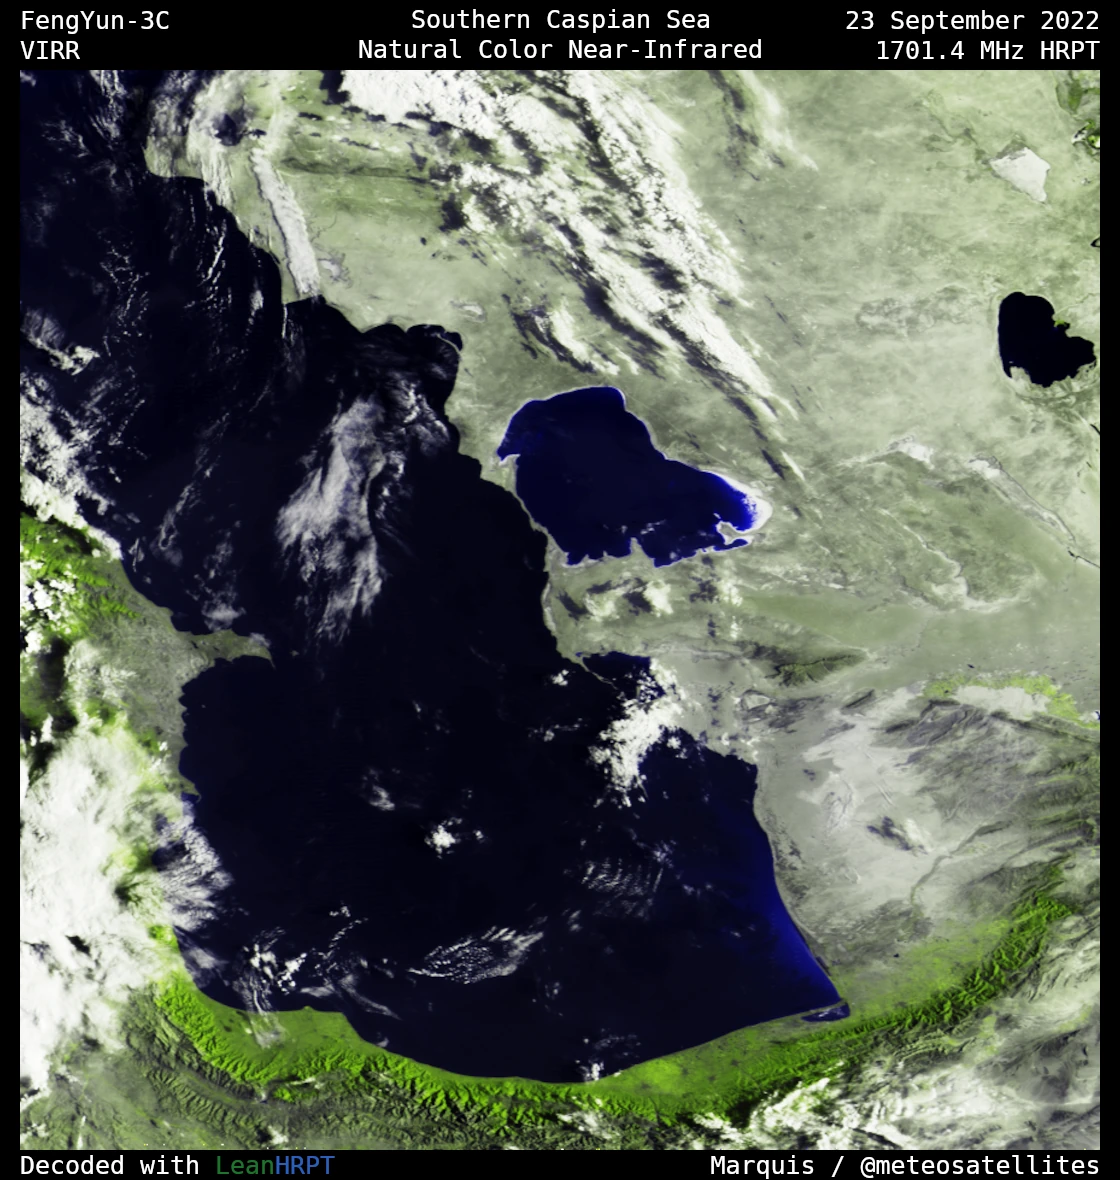 FengYun-3C
VIRR
Southern Caspian Sea
Natural Color Near-Infrared
23 September 2022
1701.4 MHz HRPT
Decoded with LeanHRPT
Marquis / @meteosatellites